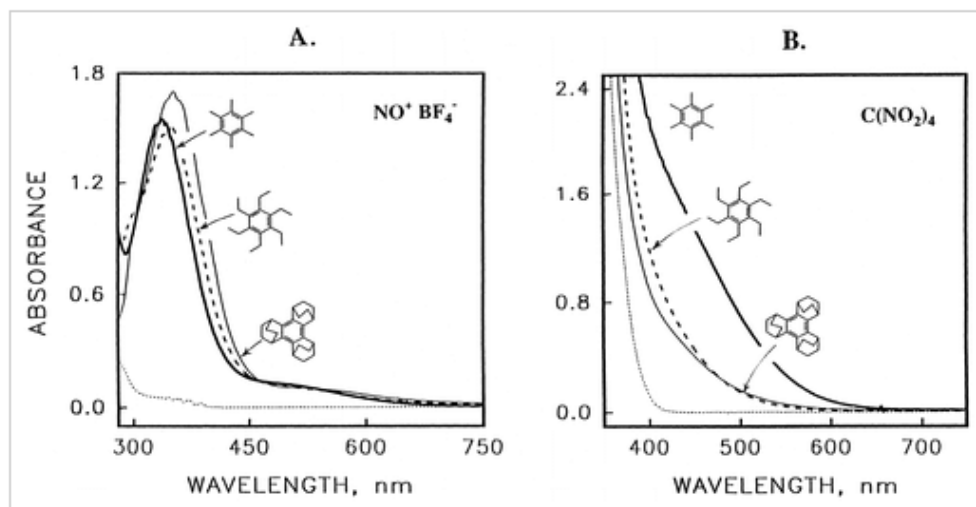 A.
B.
1.8
1.2
0.6
0.0
ABSORBANCE
NO⁺ BF₄⁻
300
450
600
750
WAVELENGTH, nm
2.4
1.6
0.8
0.0
C(NO₂)₄
400
500
600
700
WAVELENGTH, nm